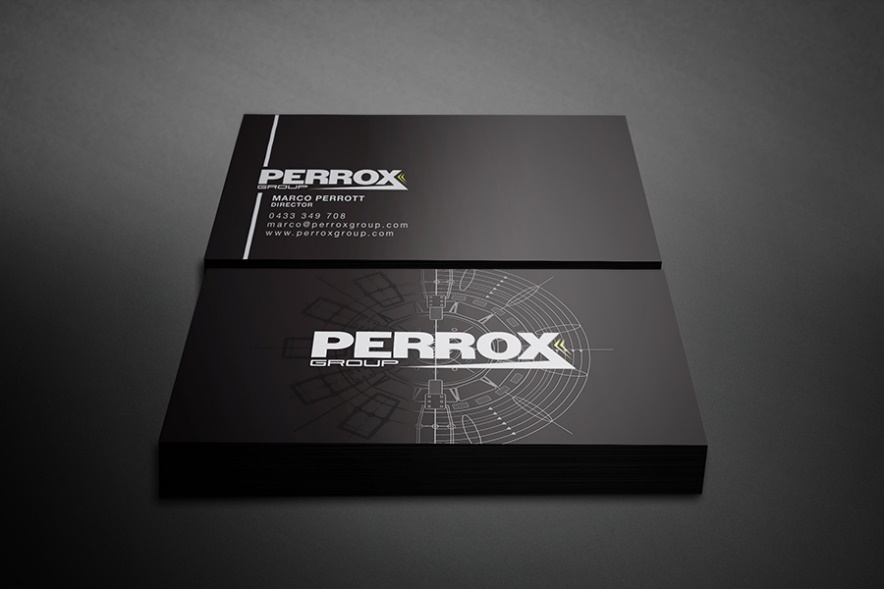 PERROX
GROUP
MARCO PERROTT
DIRECTOR
0433 349 708
marco@perroxgroup.com
www.perroxgroup.com
PERROX
GROUP